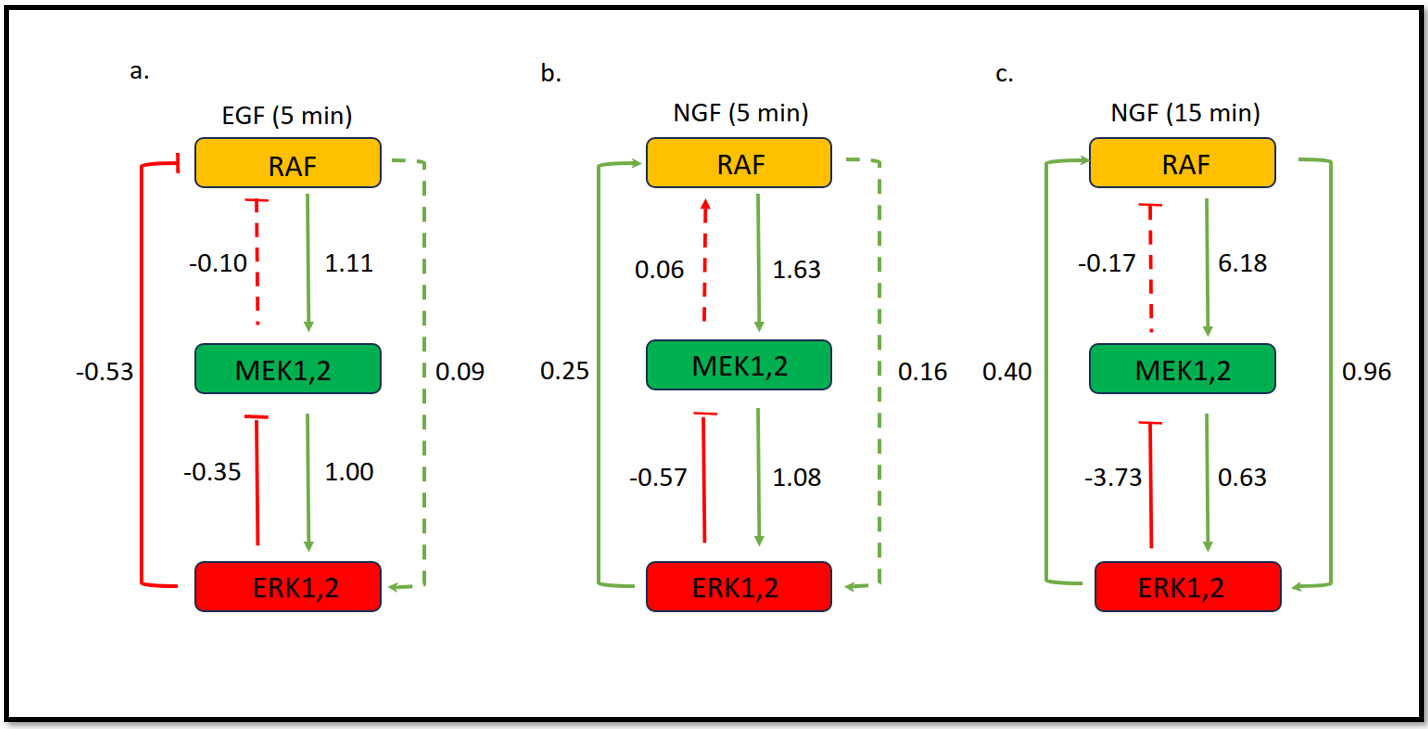 a.
EGF (5 min)
RAF
-0.10
1.11
MEK1,2
-0.53
0.09
-0.35
1.00
ERK1,2
b.
NGF (5 min)
RAF
0.06
1.63
MEK1,2
0.25
0.16
-0.57
1.08
ERK1,2
c.
NGF (15 min)
RAF
-0.17
6.18
MEK1,2
0.40
0.96
-3.73
0.63
ERK1,2